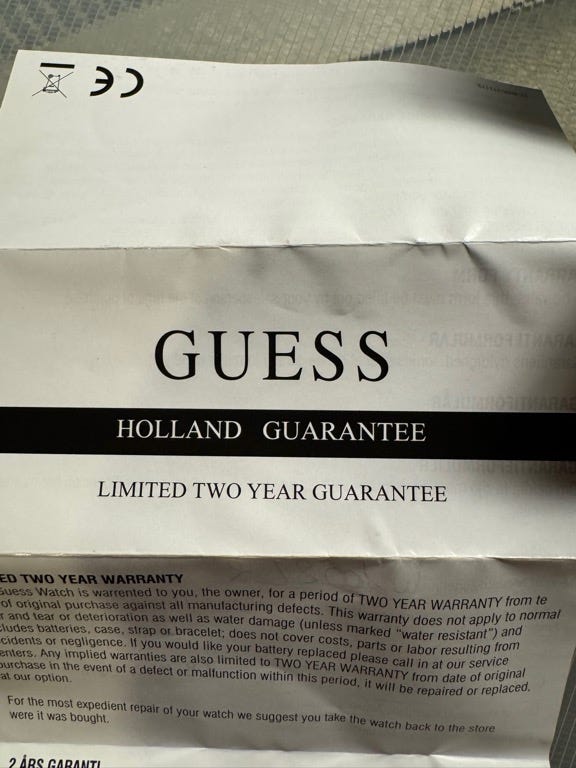 GUESS
HOLLAND GUARANTEE
LIMITED TWO YEAR GUARANTEE
ED TWO YEAR WARRANTY
Guess Watch is warrented to you, the owner, for a period of TWO YEAR WARRANTY from te
of original purchase against all manufacturing defects. This warranty does not apply to normal
r and tear or deterioration as well as water damage (unless marked "water resistant") and
cludes batteries, case, strap or bracelet; does not cover costs, parts or labor resulting from
ccidents or negligence. If you would like your battery replaced please call in at our service
enters. Any implied warranties are also limited to TWO YEAR WARRANTY from date of original
purchase in the event of a defect or malfunction within this period, it will be repaired or replaced,
at our option.
For the most expedient repair of your watch we suggest you take the watch back to the store
were it was bought.
2 ÅRS GARANTI